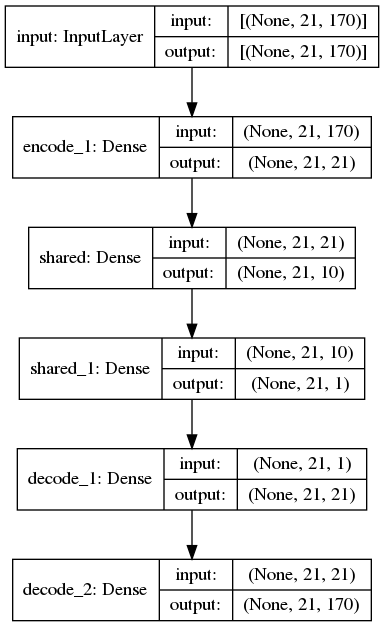 input: InputLayer
input:
[(None, 21, 170)]
output:
[(None, 21, 170)]
encode_1: Dense
input:
(None, 21, 170)
output:
(None, 21, 21)
shared: Dense
input:
(None, 21, 21)
output:
(None, 21, 10)
shared_1: Dense
input:
(None, 21, 10)
output:
(None, 21, 1)
decode_1: Dense
input:
(None, 21, 1)
output:
(None, 21, 21)
decode_2: Dense
input:
(None, 21, 21)
output:
(None, 21, 170)